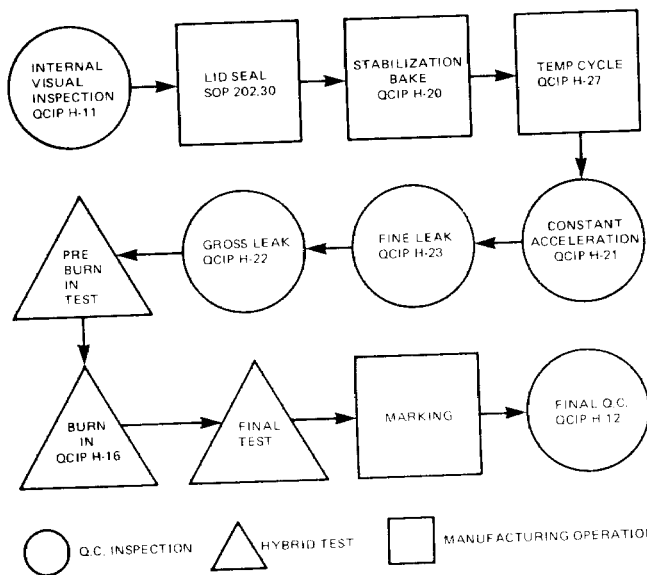 INTERNAL
VISUAL
INSPECTION
QCIP H-11
LID SEAL
SOP 202.30
STABILIZATION
BAKE
QCIP H-20
TEMP CYCLE
QCIP H-27
CONSTANT
ACCELERATION
QCIP H-21
FINE LEAK
QCIP H-23
GROSS LEAK
QCIP H-22
PRE
BURN
IN
TEST
BURN
IN
QCIP H-16
FINAL
TEST
MARKING
FINAL Q.C.
QCIP H-12
Q.C. INSPECTION
HYBRID TEST
MANUFACTURING OPERATION